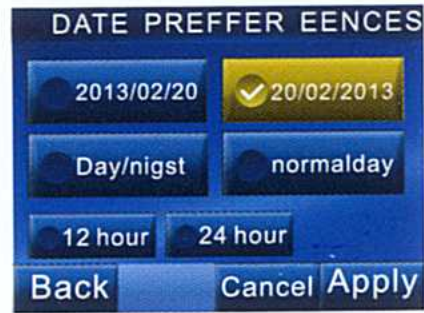 DATE PREFFER EENCES
2013/02/20 20/02/2013
Day/nigst normalday
12 hour 24 hour
Back Cancel Apply